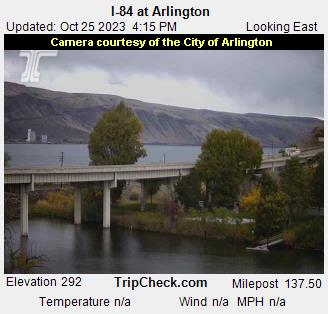 I-84 at Arlington
Updated: Oct 25 2023 4:15 PM Looking East
Camera courtesy of the City of Arlington
Elevation 292 TripCheck.com Milepost 137.50
Temperature n/a Wind n/a MPH n/a